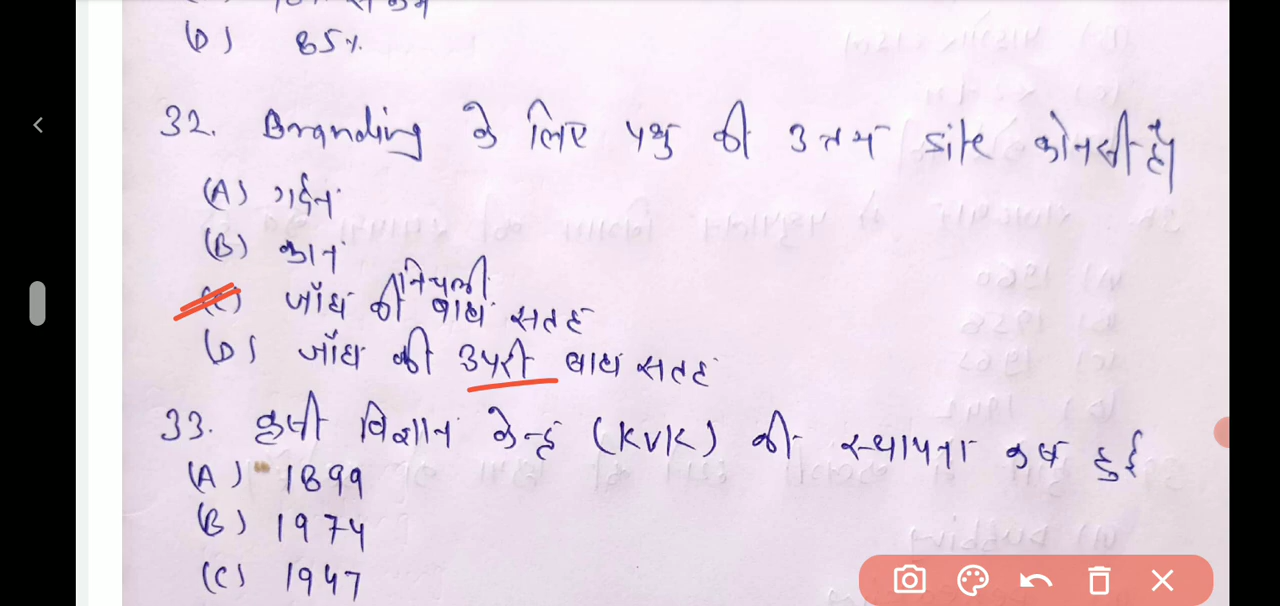 (D) 85%
32. Branding के लिए पशु की उत्तम site कोनसी है।
(A) गर्दन
(B) कान
(C) जाँघ की निचली बाह्य सतह
(D) जाँघ की उपरी बाह्य सतह
33. कृषी विज्ञान केन्द्र (KVK) की स्थापना कब हुई
(A) 1899
(B) 1974
(C) 1947